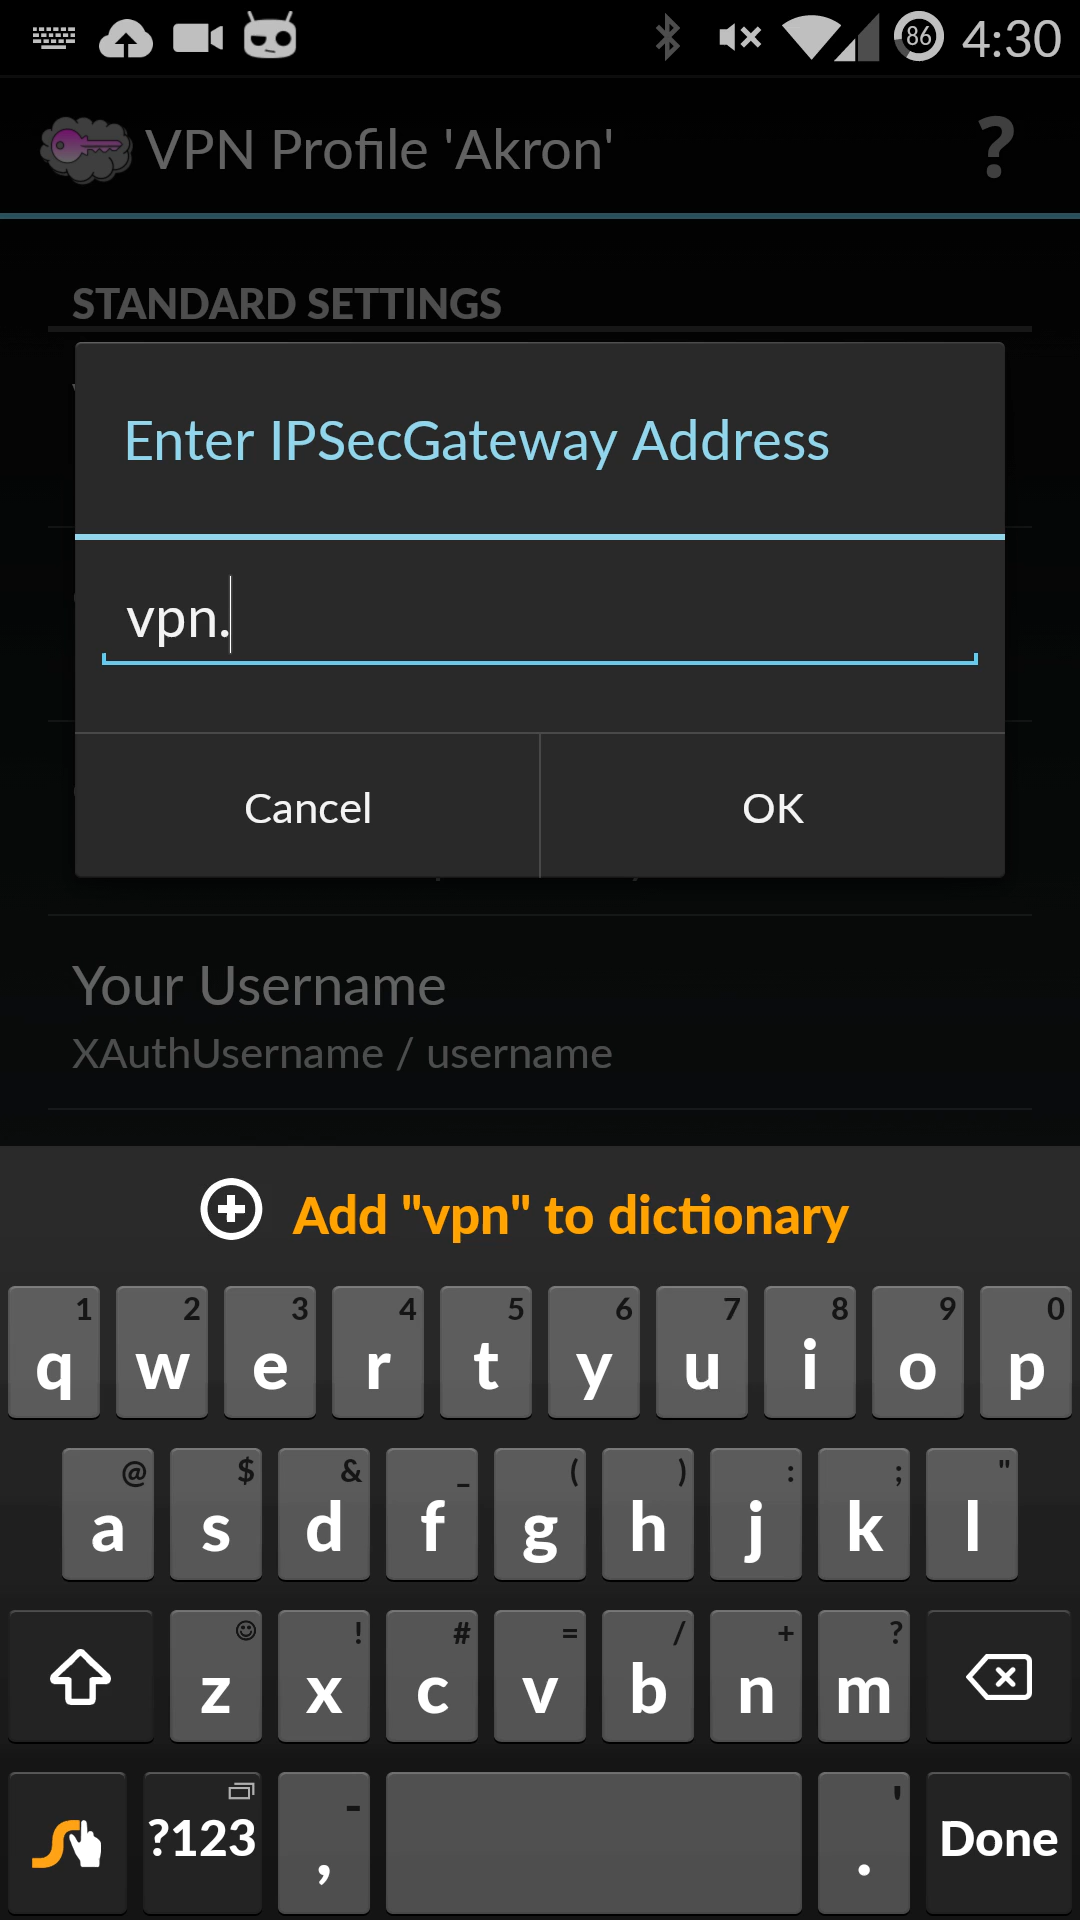 86 4:30
VPN Profile 'Akron' ?
STANDARD SETTINGS
Enter IPSecGateway Address
vpn.
Cancel OK
Your Username
XAuthUsername / username
Add "vpn" to dictionary
1 2 3 4 5 6 7 8 9 0
q w e r t y u i o p
@ $ & _ ( ) : ; "
a s d f g h j k l
! # = / + ?
z x c v b n m
- '
?123 , . Done